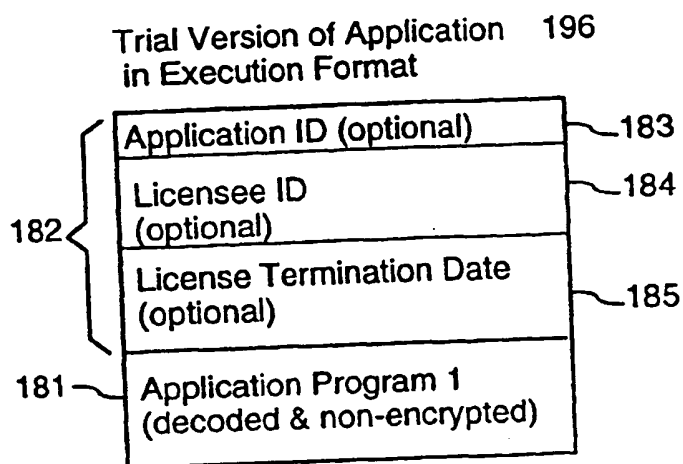 Trial Version of Application 196
in Execution Format
Application ID (optional) 183
Licensee ID 184
(optional)
182
License Termination Date
(optional) 185
181 Application Program 1
(decoded & non-encrypted)